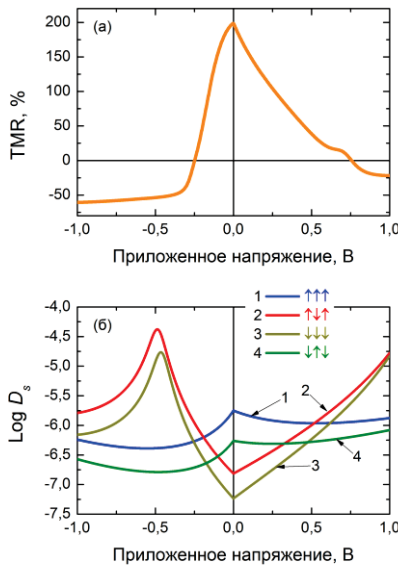 (а)
TMR, %
200
150
100
50
0
-50
-1,0 -0,5 0,0 0,5 1,0
Приложенное напряжение, В
(б)
1 ↑↑↑
2 ↑↓↑
3 ↓↓↓
4 ↓↑↓
Log Ds
-4,0
-4,5
-5,0
-5,5
-6,0
-6,5
-7,0
-7,5
1
2
3
4
-1,0 -0,5 0,0 0,5 1,0
Приложенное напряжение, В